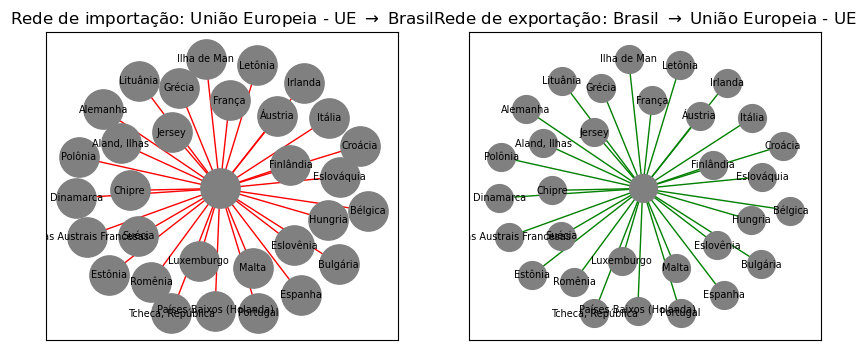 Rede de importação: União Europeia - UE → Brasil
Ilha de Man
Letônia
Lituânia
Grécia
Irlanda
França
Alemanha
Áustria
Itália
Jersey
Aland, Ilhas
Croácia
Polônia
Finlândia
Eslováquia
Dinamarca
Chipre
Bélgica
Hungria
as Austrais Francesas
Suécia
Eslovênia
Luxemburgo
Malta
Bulgária
Estônia
Romênia
Espanha
Tcheca, República
Países Baixos (Holanda)
Portugal
Rede de exportação: Brasil → União Europeia - UE
Ilha de Man
Letônia
Lituânia
Grécia
Irlanda
França
Alemanha
Áustria
Itália
Jersey
Aland, Ilhas
Croácia
Polônia
Finlândia
Eslováquia
Dinamarca
Chipre
Bélgica
Hungria
s Austrais Francesas
Suécia
Eslovênia
Luxemburgo
Malta
Bulgária
Estônia
Romênia
Espanha
Tcheca, República
Países Baixos (Holanda)
Portugal